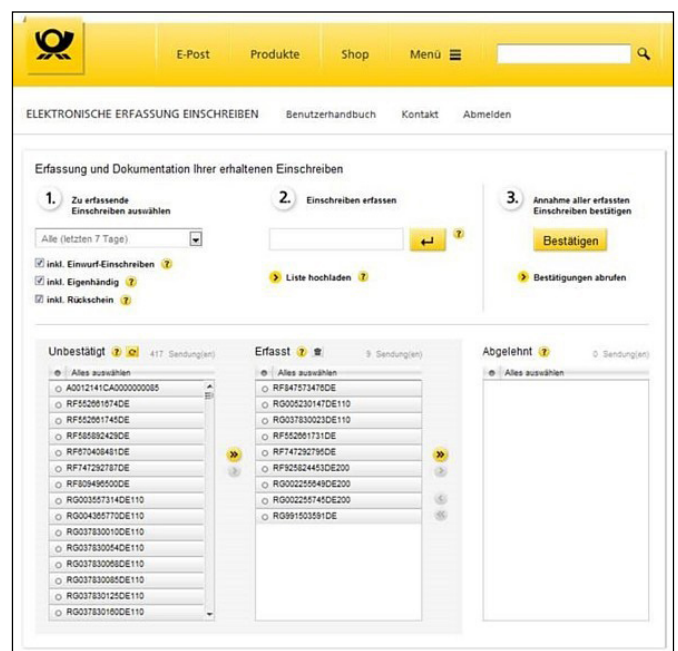 E-Post Produkte Shop Menü
ELEKTRONISCHE ERFASSUNG EINSCHREIBEN Benutzerhandbuch Kontakt Abmelden
Erfassung und Dokumentation Ihrer erhaltenen Einschreiben
1. Zu erfassende
Einschreiben auswählen
Alle (letzten 7 Tage)
inkl. Einwurf-Einschreiben ?
inkl. Eigenhändig ?
inkl. Rückschein ?
2. Einschreiben erfassen
?
Liste hochladen ?
3. Annahme aller erfassten
Einschreiben bestätigen
Bestätigen
Bestätigungen abrufen
Unbestätigt ? 417 Sendung(en)
Alles auswählen
A0012141CA0000000085
RF552661674DE
RF552661745DE
RF585892429DE
RF670408481DE
RF747292787DE
RF809496500DE
RG003557314DE110
RG004365770DE110
RG037830010DE110
RG037830054DE110
RG037830068DE110
RG037830085DE110
RG037830125DE110
RG037830160DE110
Erfasst ? 9 Sendung(en)
Alles auswählen
RF847573476DE
RG005230147DE110
RG037830023DE110
RF552661731DE
RF747292795DE
RF925824453DE200
RG002255649DE200
RG002255745DE200
RG991503591DE
Abgelehnt ? 0 Sendung(en)
Alles auswählen